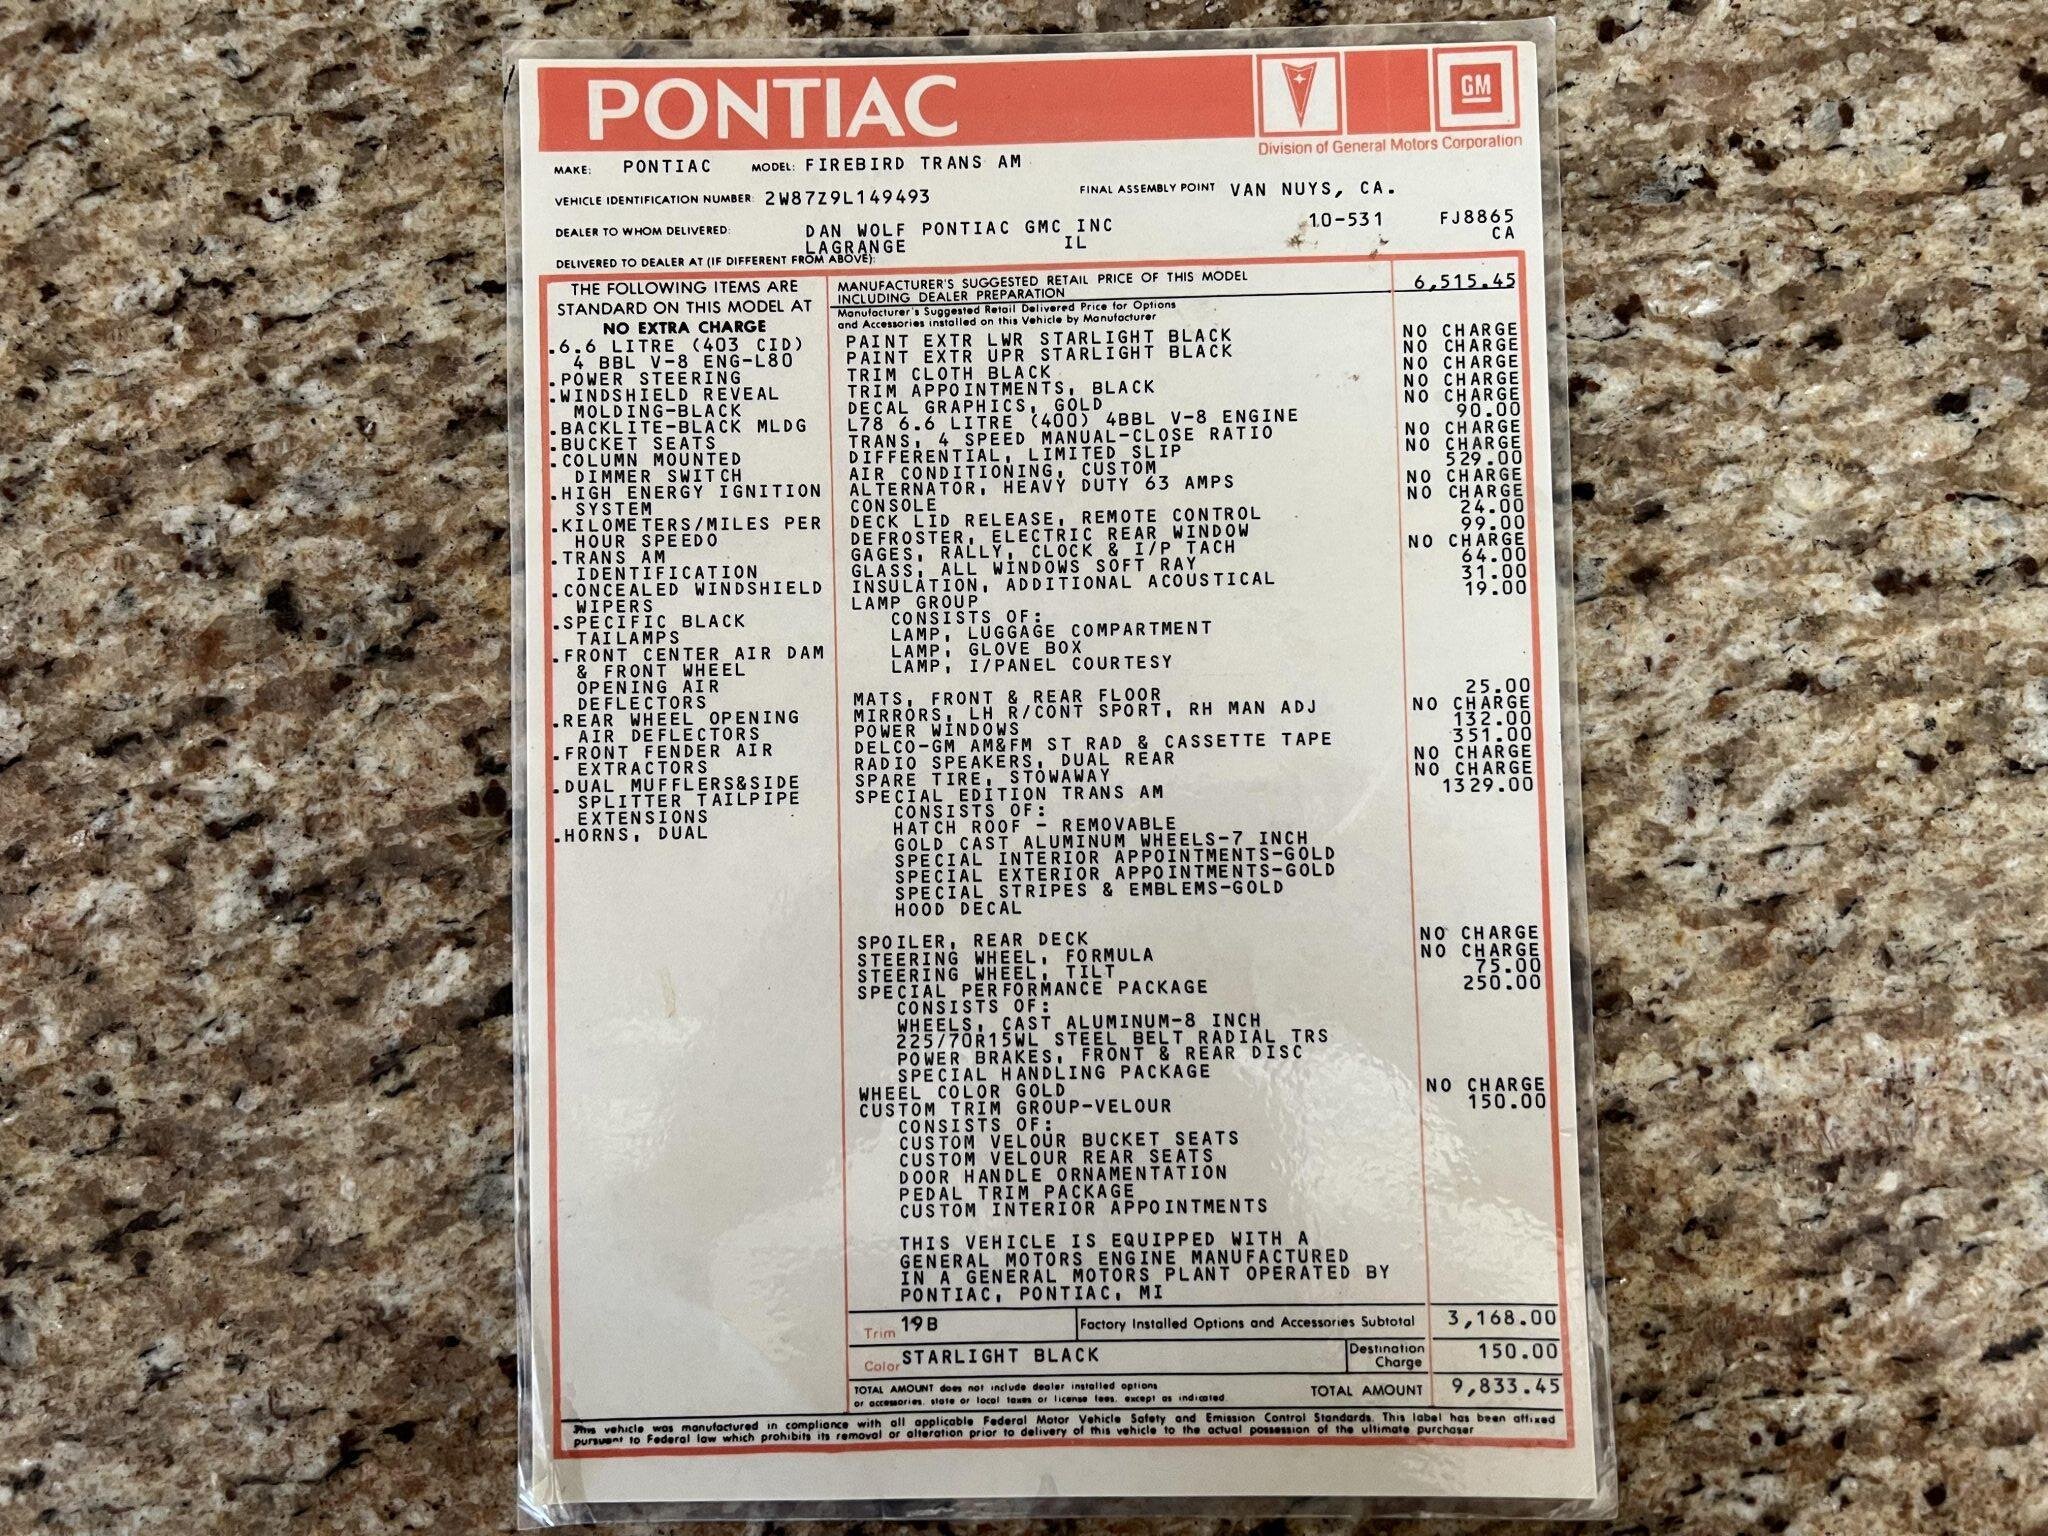 PONTIAC
GM
Division of General Motors Corporation
MAKE: PONTIAC MODEL: FIREBIRD TRANS AM
VEHICLE IDENTIFICATION NUMBER: 2W87Z9L149493 FINAL ASSEMBLY POINT VAN NUYS, CA.
DEALER TO WHOM DELIVERED: DAN WOLF PONTIAC GMC INC 10-531 FJ8865
LAGRANGE IL CA
DELIVERED TO DEALER AT (IF DIFFERENT FROM ABOVE):
THE FOLLOWING ITEMS ARE
STANDARD ON THIS MODEL AT
NO EXTRA CHARGE
.6.6 LITRE (403 CID)
4 BBL V-8 ENG-L80
.POWER STEERING
.WINDSHIELD REVEAL
MOLDING-BLACK
.BACKLITE-BLACK MLDG
.BUCKET SEATS
.COLUMN MOUNTED
DIMMER SWITCH
.HIGH ENERGY IGNITION
SYSTEM
.KILOMETERS/MILES PER
HOUR SPEEDO
.TRANS AM
IDENTIFICATION
.CONCEALED WINDSHIELD
WIPERS
.SPECIFIC BLACK
TAILAMPS
.FRONT CENTER AIR DAM
& FRONT WHEEL
OPENING AIR
DEFLECTORS
.REAR WHEEL OPENING
AIR DEFLECTORS
.FRONT FENDER AIR
EXTRACTORS
.DUAL MUFFLERS&SIDE
SPLITTER TAILPIPE
EXTENSIONS
.HORNS, DUAL
MANUFACTURER'S SUGGESTED RETAIL PRICE OF THIS MODEL
INCLUDING DEALER PREPARATION 6,515.45
Manufacturer's Suggested Retail Delivered Price for Options
and Accessories installed on this Vehicle by Manufacturer
PAINT EXTR LWR STARLIGHT BLACK NO CHARGE
PAINT EXTR UPR STARLIGHT BLACK NO CHARGE
TRIM CLOTH BLACK NO CHARGE
TRIM APPOINTMENTS, BLACK NO CHARGE
DECAL GRAPHICS, GOLD NO CHARGE
L78 6.6 LITRE (400) 4BBL V-8 ENGINE 90.00
TRANS, 4 SPEED MANUAL-CLOSE RATIO NO CHARGE
DIFFERENTIAL, LIMITED SLIP NO CHARGE
AIR CONDITIONING, CUSTOM 529.00
ALTERNATOR, HEAVY DUTY 63 AMPS NO CHARGE
CONSOLE NO CHARGE
DECK LID RELEASE, REMOTE CONTROL 24.00
DEFROSTER, ELECTRIC REAR WINDOW 99.00
GAGES, RALLY, CLOCK & I/P TACH NO CHARGE
GLASS, ALL WINDOWS SOFT RAY 64.00
INSULATION, ADDITIONAL ACOUSTICAL 31.00
LAMP GROUP 19.00
CONSISTS OF:
LAMP, LUGGAGE COMPARTMENT
LAMP, GLOVE BOX
LAMP, I/PANEL COURTESY
MATS, FRONT & REAR FLOOR 25.00
MIRRORS, LH R/CONT SPORT, RH MAN ADJ NO CHARGE
POWER WINDOWS 132.00
DELCO-GM AM&FM ST RAD & CASSETTE TAPE 351.00
RADIO SPEAKERS, DUAL REAR NO CHARGE
SPARE TIRE, STOWAWAY NO CHARGE
SPECIAL EDITION TRANS AM 1329.00
CONSISTS OF:
HATCH ROOF - REMOVABLE
GOLD CAST ALUMINUM WHEELS-7 INCH
SPECIAL INTERIOR APPOINTMENTS-GOLD
SPECIAL EXTERIOR APPOINTMENTS-GOLD
SPECIAL STRIPES & EMBLEMS-GOLD
HOOD DECAL
SPOILER, REAR DECK NO CHARGE
STEERING WHEEL, FORMULA NO CHARGE
STEERING WHEEL, TILT 75.00
SPECIAL PERFORMANCE PACKAGE 250.00
CONSISTS OF:
WHEELS, CAST ALUMINUM-8 INCH
225/70R15WL STEEL BELT RADIAL TRS
POWER BRAKES, FRONT & REAR DISC
SPECIAL HANDLING PACKAGE
WHEEL COLOR GOLD NO CHARGE
CUSTOM TRIM GROUP-VELOUR 150.00
CONSISTS OF:
CUSTOM VELOUR BUCKET SEATS
CUSTOM VELOUR REAR SEATS
DOOR HANDLE ORNAMENTATION
PEDAL TRIM PACKAGE
CUSTOM INTERIOR APPOINTMENTS
THIS VEHICLE IS EQUIPPED WITH A
GENERAL MOTORS ENGINE MANUFACTURED
IN A GENERAL MOTORS PLANT OPERATED BY
PONTIAC, PONTIAC, MI
Trim 19B Factory Installed Options and Accessories Subtotal 3,168.00
Color STARLIGHT BLACK Destination Charge 150.00
TOTAL AMOUNT does not include dealer installed options
or accessories, state or local taxes or license fees, except as indicated. TOTAL AMOUNT 9,833.45
This vehicle was manufactured in compliance with all applicable Federal Motor Vehicle Safety and Emission Control Standards. This label has been affixed
pursuant to Federal law which prohibits its removal or alteration prior to delivery of this vehicle to the actual possession of the ultimate purchaser